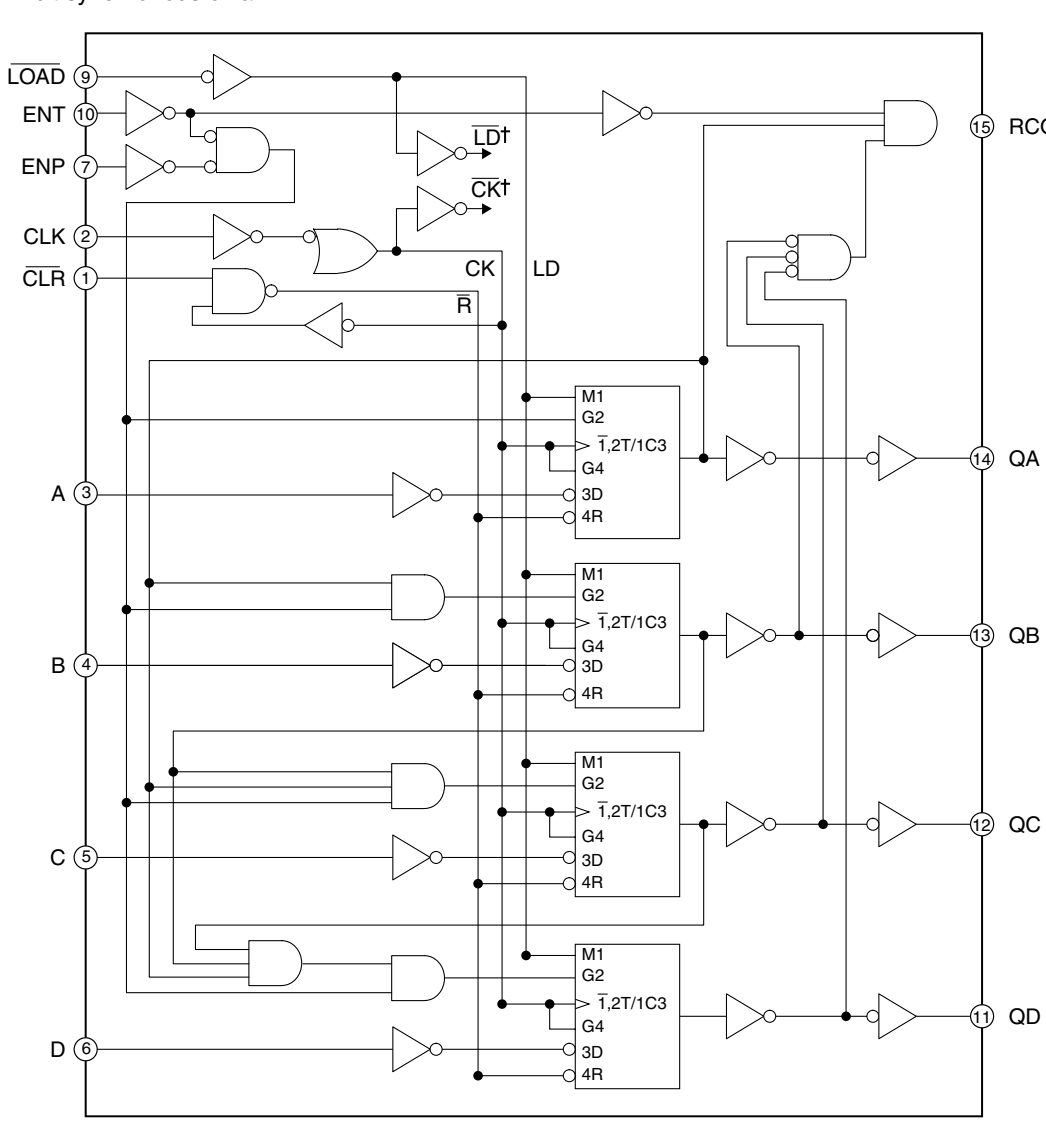 LOAD 9
ENT 10
15 RCO
LD†
ENP 7
CK†
CLK 2
CK LD
CLR 1
R
M1
G2
1,2T/1C3
14 QA
G4
A 3
3D
4R
M1
G2
1,2T/1C3
13 QB
G4
B 4
3D
4R
M1
G2
1,2T/1C3
12 QC
G4
C 5
3D
4R
M1
G2
1,2T/1C3
11 QD
G4
D 6
3D
4R